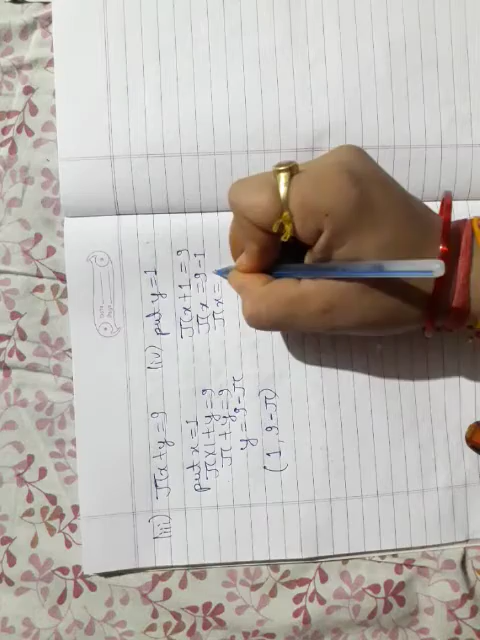 (iii) πx+y=9
put x=1
π×1+y=9
π+y=9
y=9-π
(1, 9-π)
(iv) put y=1
πx+1=9
πx=9-1
πx=